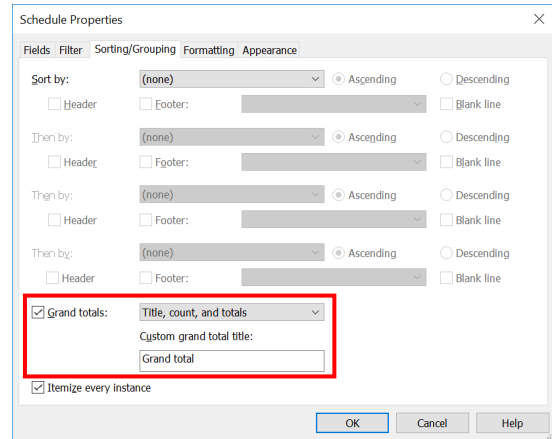 Schedule Properties
Fields Filter Sorting/Grouping Formatting Appearance
Sort by: (none) Ascending Descending
Header Footer: Blank line
Then by: (none) Ascending Descending
Header Footer: Blank line
Then by: (none) Ascending Descending
Header Footer: Blank line
Then by: (none) Ascending Descending
Header Footer: Blank line
Grand totals: Title, count, and totals
Custom grand total title:
Grand total
Itemize every instance
OK Cancel Help